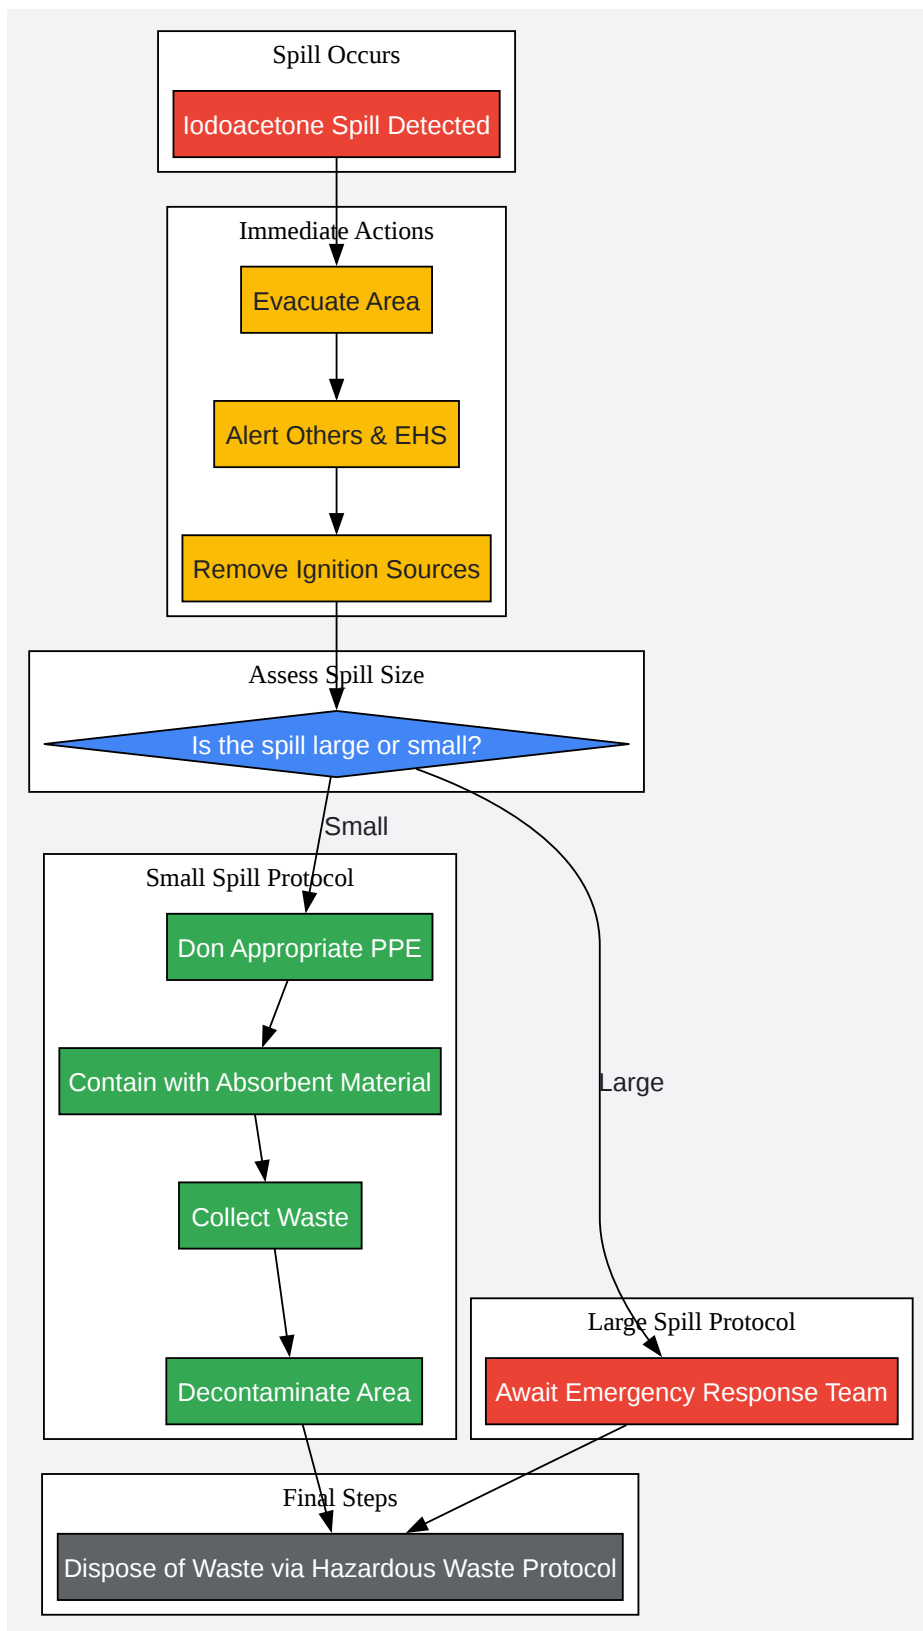 Spill Occurs
Iodoacetone Spill Detected
Immediate Actions
Evacuate Area
Alert Others & EHS
Remove Ignition Sources
Assess Spill Size
Is the spill large or small?
Small
Small Spill Protocol
Don Appropriate PPE
Contain with Absorbent Material
Large
Collect Waste
Large Spill Protocol
Decontaminate Area
Await Emergency Response Team
Final Steps
Dispose of Waste via Hazardous Waste Protocol